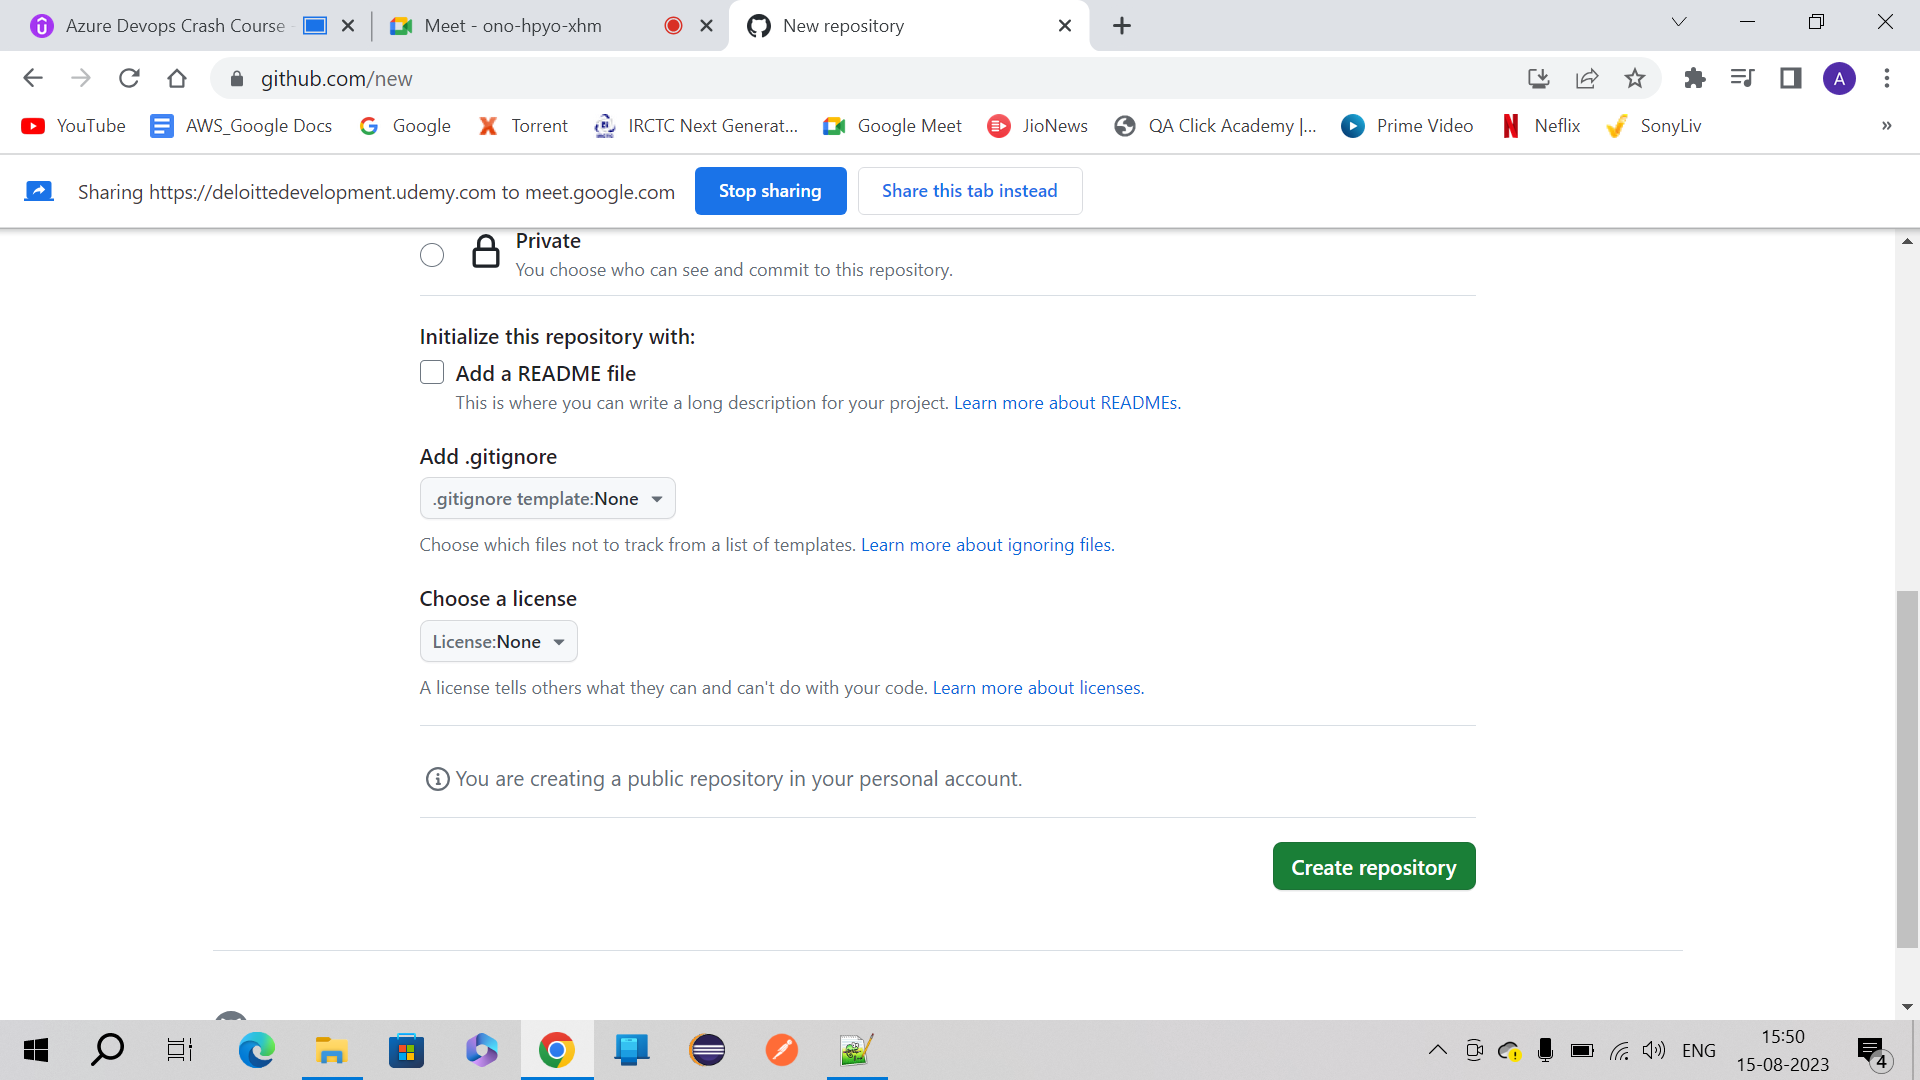 Azure Devops Crash Course
Meet - ono-hpyo-xhm
New repository
github.com/new
A
YouTube
AWS_Google Docs
Google
Torrent
IRCTC Next Generat...
Google Meet
JioNews
QA Click Academy |...
Prime Video
Neflix
SonyLiv
»
Sharing https://deloittedevelopment.udemy.com to meet.google.com
Stop sharing
Share this tab instead
Private
You choose who can see and commit to this repository.
Initialize this repository with:
Add a README file
This is where you can write a long description for your project. Learn more about READMEs.
Add .gitignore
.gitignore template:None
Choose which files not to track from a list of templates. Learn more about ignoring files.
Choose a license
License:None
A license tells others what they can and can't do with your code. Learn more about licenses.
You are creating a public repository in your personal account.
Create repository
ENG
15:50
15-08-2023
4